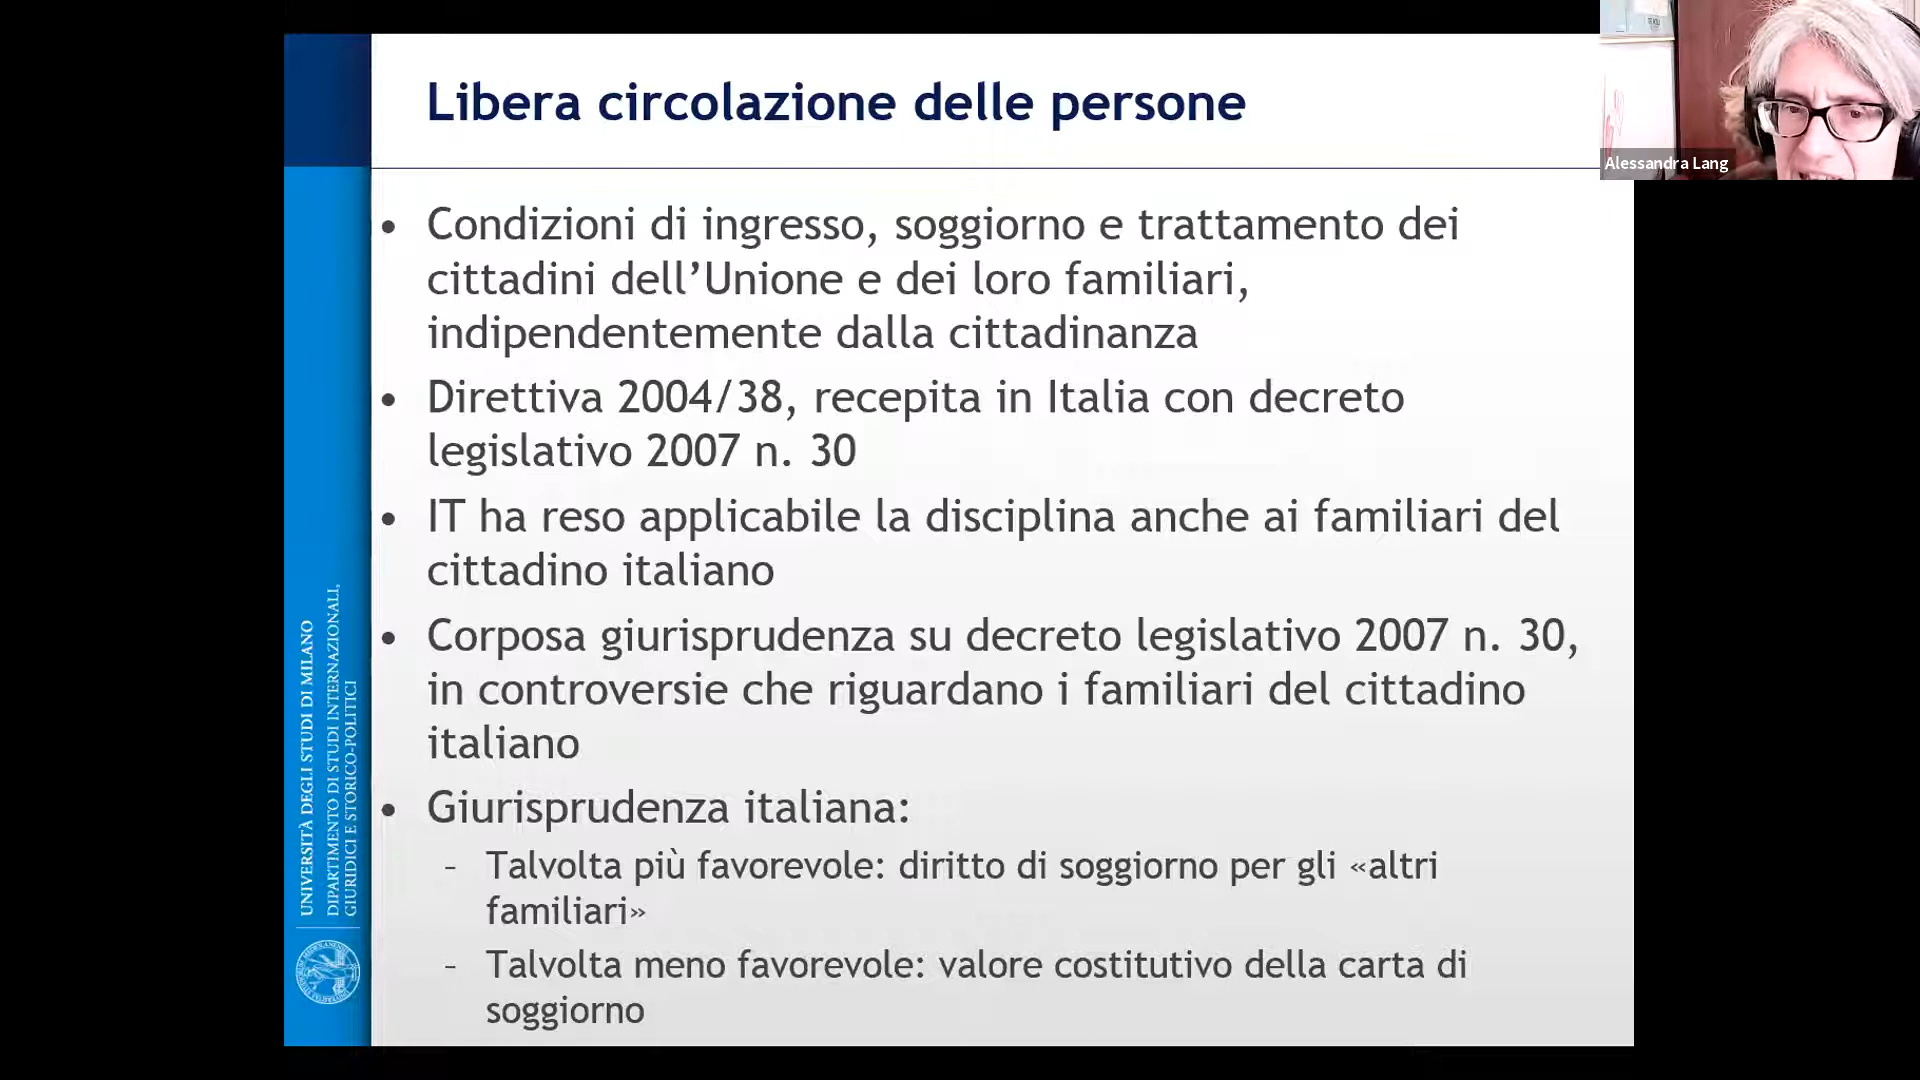 Libera circolazione delle persone
Alessandra Lang
• Condizioni di ingresso, soggiorno e trattamento dei
cittadini dell’Unione e dei loro familiari,
indipendentemente dalla cittadinanza
• Direttiva 2004/38, recepita in Italia con decreto
legislativo 2007 n. 30
• IT ha reso applicabile la disciplina anche ai familiari del
cittadino italiano
• Corposa giurisprudenza su decreto legislativo 2007 n. 30,
in controversie che riguardano i familiari del cittadino
italiano
• Giurisprudenza italiana:
– Talvolta più favorevole: diritto di soggiorno per gli «altri
familiari»
– Talvolta meno favorevole: valore costitutivo della carta di
soggiorno
UNIVERSITÀ DEGLI STUDI DI MILANO
DIPARTIMENTO DI STUDI INTERNAZIONALI,
GIURIDICI E STORICO-POLITICI